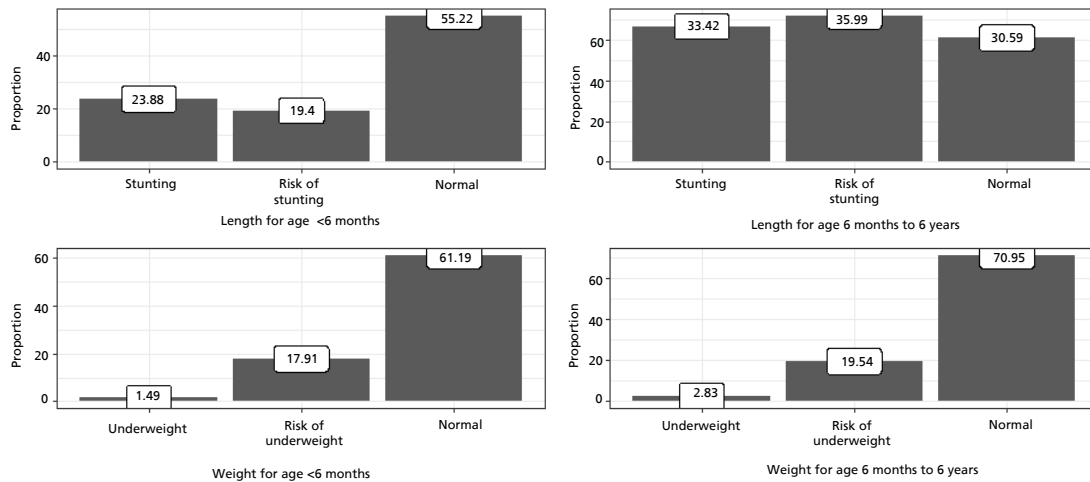 55.22
40
23.88
20
19.4
0
Proportion
Stunting
Risk of
stunting
Normal
Length for age <6 months
60
33.42
35.99
30.59
40
20
0
Proportion
Stunting
Risk of
stunting
Normal
Length for age 6 months to 6 years
60
61.19
40
20
17.91
0
1.49
Proportion
Underweight
Risk of
underweight
Normal
Weight for age <6 months
70.95
60
40
20
19.54
0
2.83
Proportion
Underweight
Risk of
underweight
Normal
Weight for age 6 months to 6 years